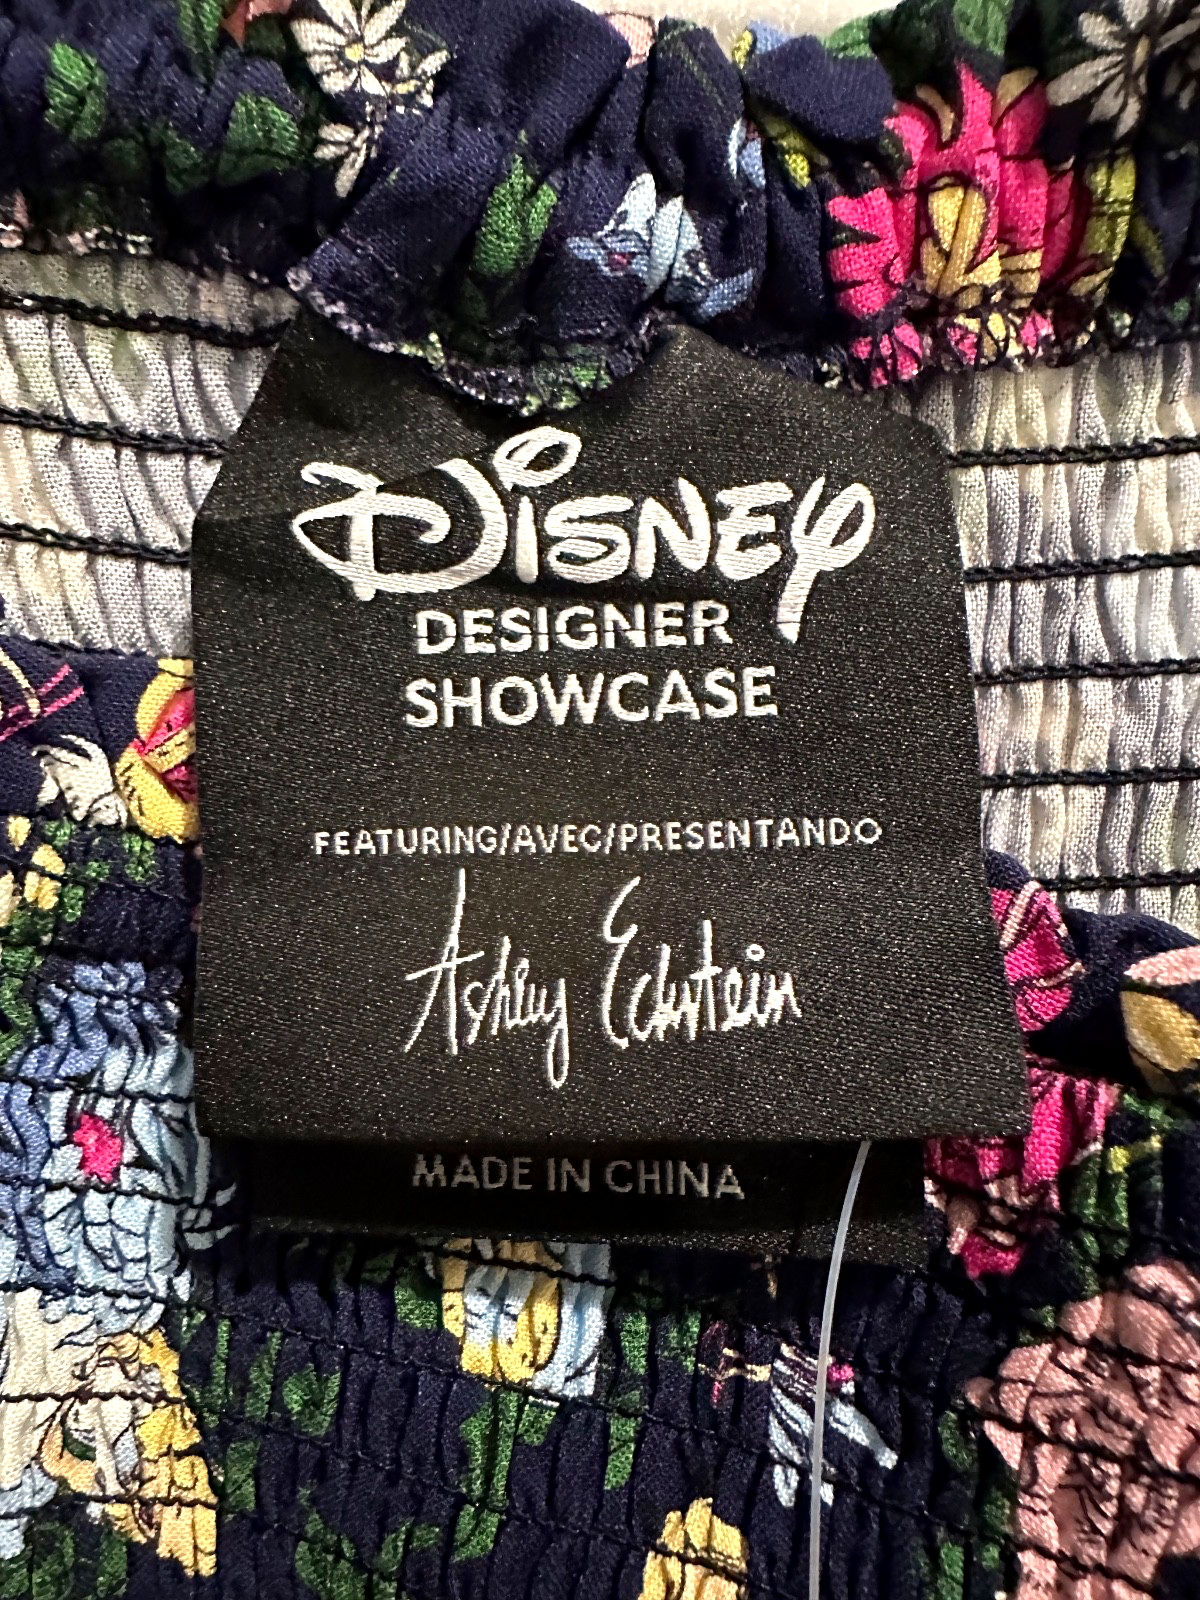 Disney
DESIGNER
SHOWCASE
FEATURING/AVEC/PRESENTANDO
Ashley Eckstein
MADE IN CHINA